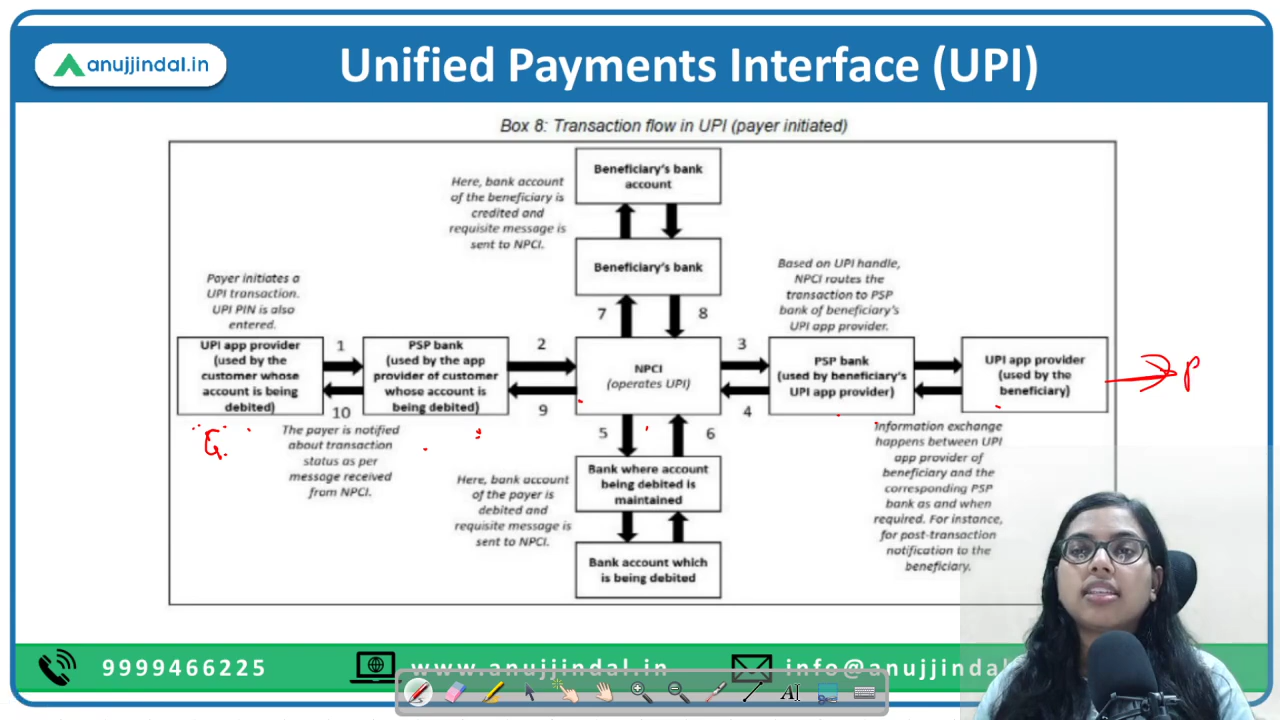 anujjindal.in
Unified Payments Interface (UPI)
Box 8: Transaction flow in UPI (payer initiated)
Beneficiary's bank
account
Here, bank account
of the beneficiary is
credited and
requisite message is
sent to NPCI.
Beneficiary's bank
Based on UPI handle,
NPCI routes the
transaction to PSP
bank of beneficiary's
UPI app provider.
Payer initiates a
UPI transaction.
UPI PIN is also
entered.
7
8
UPI app provider
(used by the
customer whose
account is being
debited)
1
10
PSP bank
(used by the app
provider of customer
whose account is
being debited)
2
9
NPCI
(operates UPI)
3
4
PSP bank
(used by beneficiary's
UPI app provider)
UPI app provider
(used by the
beneficiary)
P
G
The payer is notified
about transaction
status as per
message received
from NPCI.
5
6
Information exchange
happens between UPI
app provider of
beneficiary and the
corresponding PSP
bank as and when
required. For instance,
for post-transaction
notification to the
beneficiary.
Bank where account
being debited is
maintained
Here, bank account
of the payer is
debited and
requisite message is
sent to NPCI.
Bank account which
is being debited
9999466225
www.anujjindal.in
info@anujjindal
A